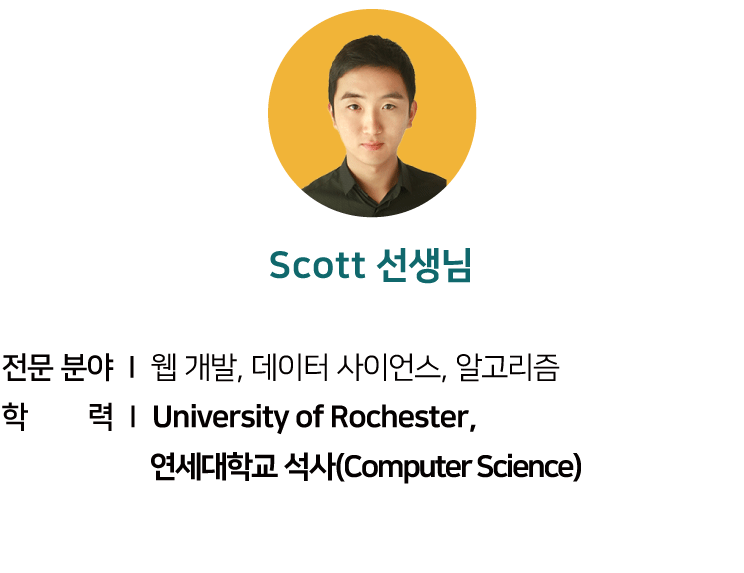 Scott 선생님
전문 분야 | 웹 개발, 데이터 사이언스, 알고리즘
학 력 | University of Rochester,
연세대학교 석사(Computer Science)